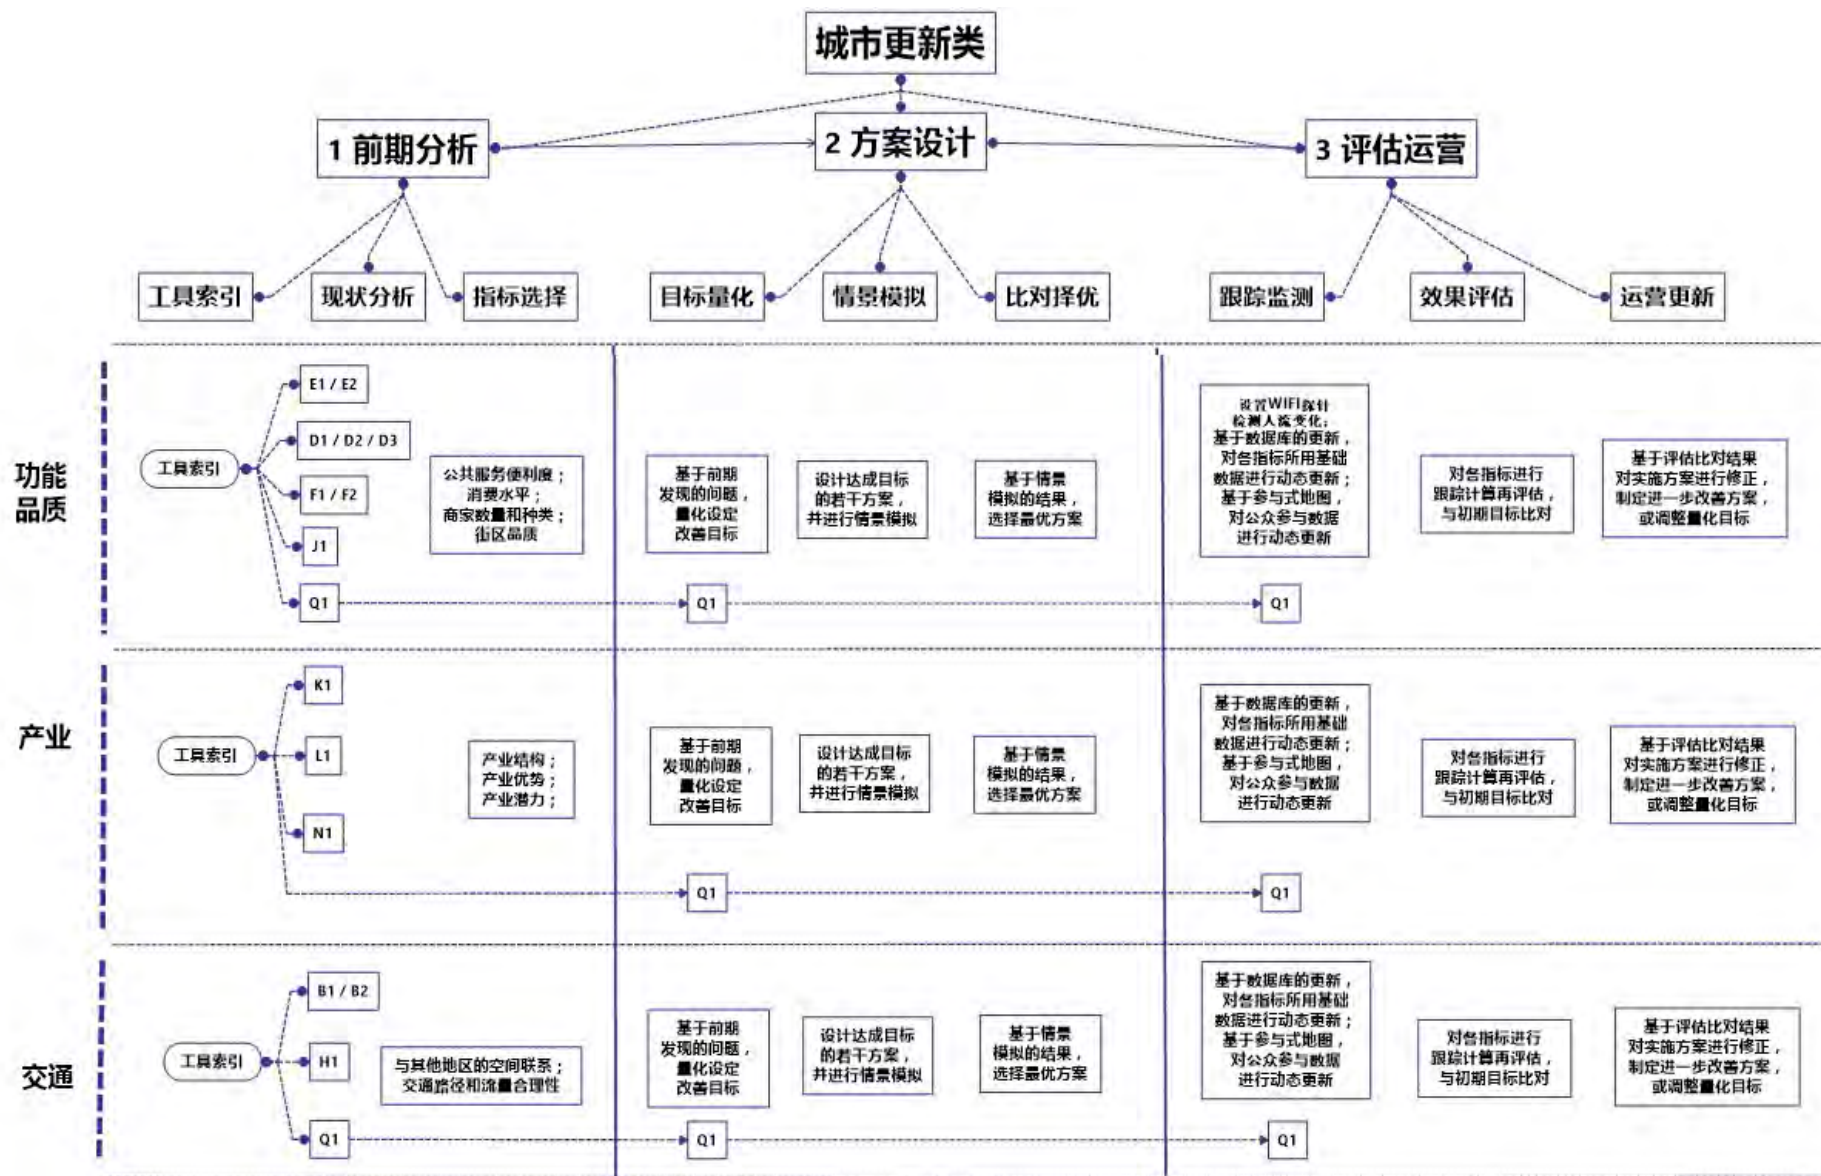 城市更新类
1 前期分析
2 方案设计
3 评估运营
工具索引
现状分析
指标选择
目标量化
情景模拟
比对择优
跟踪监测
效果评估
运营更新
功能
品质
工具索引
E1 / E2
D1 / D2 / D3
F1 / F2
J1
Q1
公共服务便利度；
消费水平；
商家数量和种类；
街区品质
基于前期
发现的问题，
量化设定
改善目标
设计达成目标
的若干方案，
并进行情景模拟
基于情景
模拟的结果，
选择最优方案
设置WIFI探针
检测人流变化；
基于数据库的更新，
对各指标所用基础
数据进行动态更新；
基于参与式地图，
对公众参与数据
进行动态更新
对各指标进行
跟踪计算再评估，
与初期目标比对
基于评估比对结果
对实施方案进行修正，
制定进一步改善方案，
或调整量化目标
Q1
Q1
产业
工具索引
K1
L1
N1
产业结构；
产业优势；
产业潜力；
基于前期
发现的问题，
量化设定
改善目标
设计达成目标
的若干方案，
并进行情景模拟
基于情景
模拟的结果，
选择最优方案
基于数据库的更新，
对各指标所用基础
数据进行动态更新；
基于参与式地图，
对公众参与数据
进行动态更新
对各指标进行
跟踪计算再评估，
与初期目标比对
基于评估比对结果
对实施方案进行修正，
制定进一步改善方案，
或调整量化目标
Q1
Q1
交通
工具索引
B1 / B2
H1
Q1
与其他地区的空间联系；
交通路径和流量合理性
基于前期
发现的问题，
量化设定
改善目标
设计达成目标
的若干方案，
并进行情景模拟
基于情景
模拟的结果，
选择最优方案
基于数据库的更新，
对各指标所用基础
数据进行动态更新；
基于参与式地图，
对公众参与数据
进行动态更新
对各指标进行
跟踪计算再评估，
与初期目标比对
基于评估比对结果
对实施方案进行修正，
制定进一步改善方案，
或调整量化目标
Q1
Q1